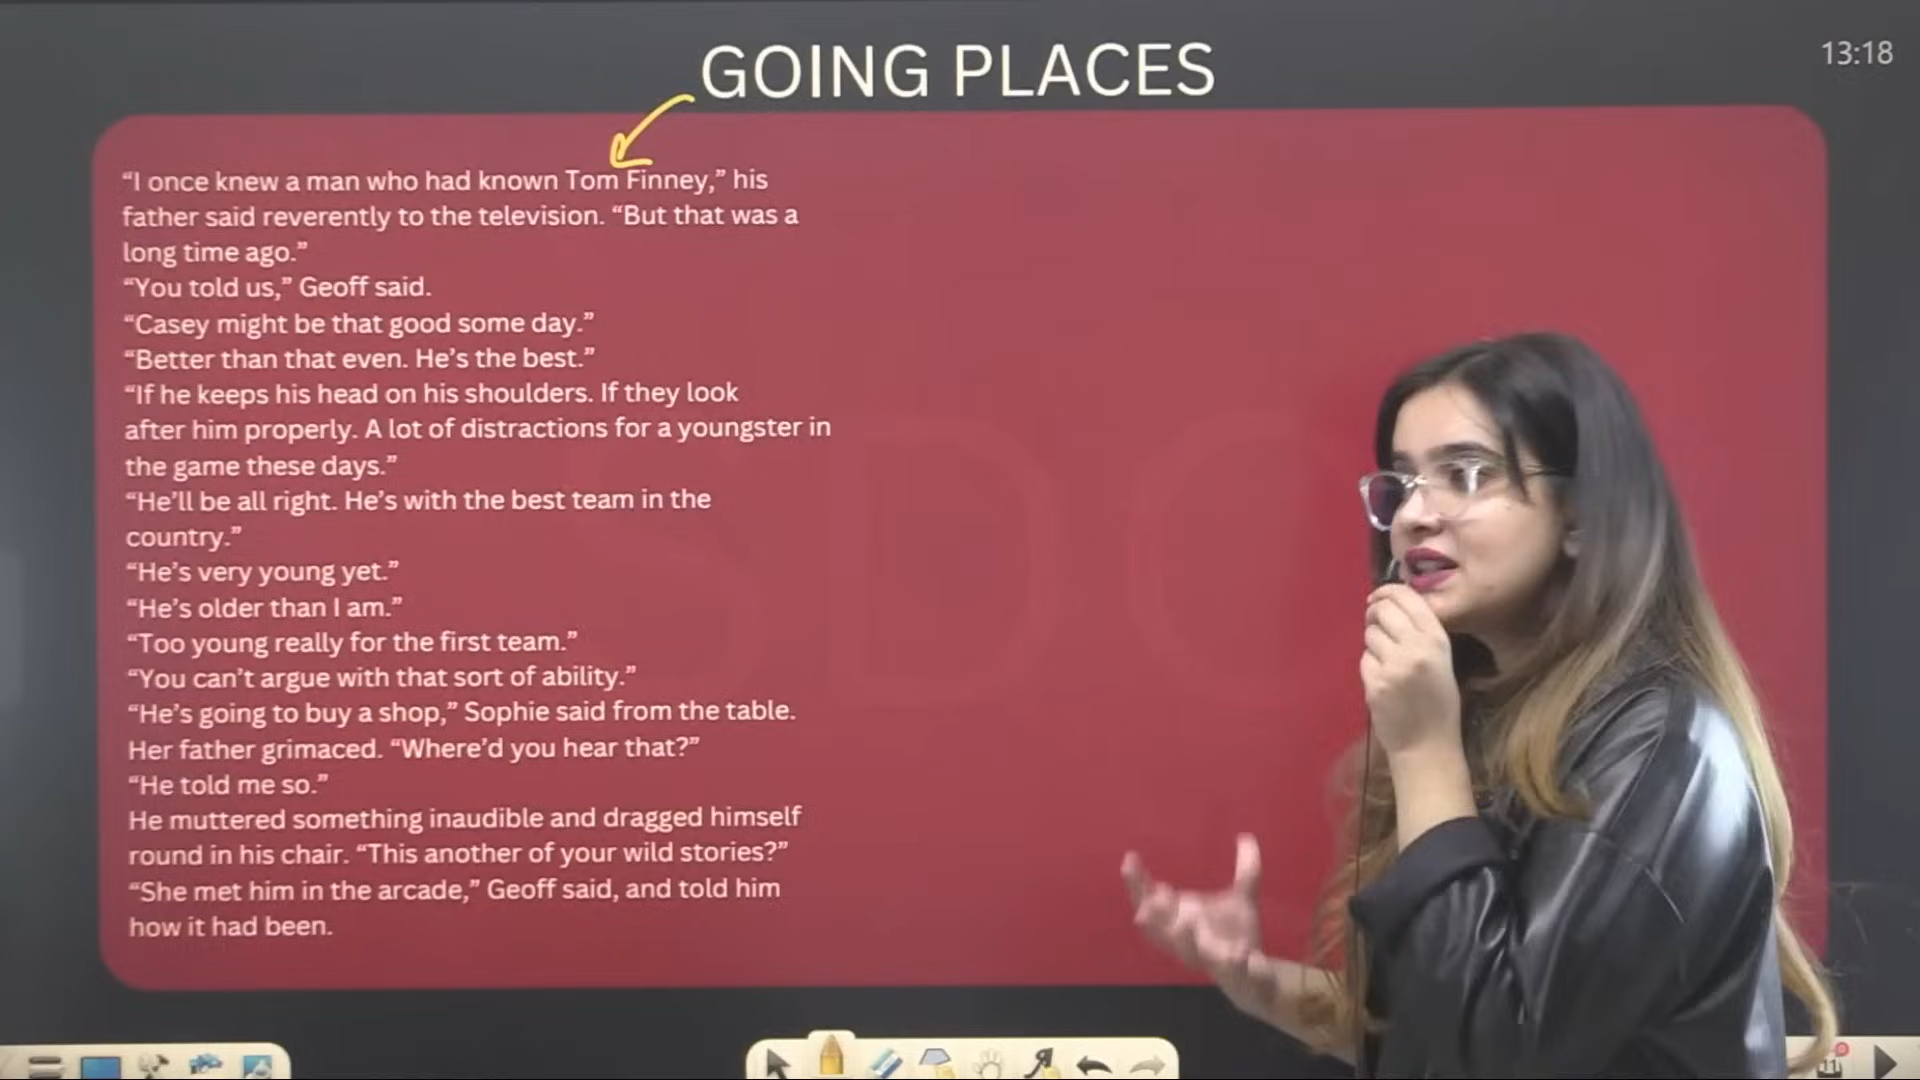 GOING PLACES
13:18
“I once knew a man who had known Tom Finney,” his
father said reverently to the television. “But that was a
long time ago.”
“You told us,” Geoff said.
“Casey might be that good some day.”
“Better than that even. He’s the best.”
“If he keeps his head on his shoulders. If they look
after him properly. A lot of distractions for a youngster in
the game these days.”
“He’ll be all right. He’s with the best team in the
country.”
“He’s very young yet.”
“He’s older than I am.”
“Too young really for the first team.”
“You can’t argue with that sort of ability.”
“He’s going to buy a shop,” Sophie said from the table.
Her father grimaced. “Where’d you hear that?”
“He told me so.”
He muttered something inaudible and dragged himself
round in his chair. “This another of your wild stories?”
“She met him in the arcade,” Geoff said, and told him
how it had been.